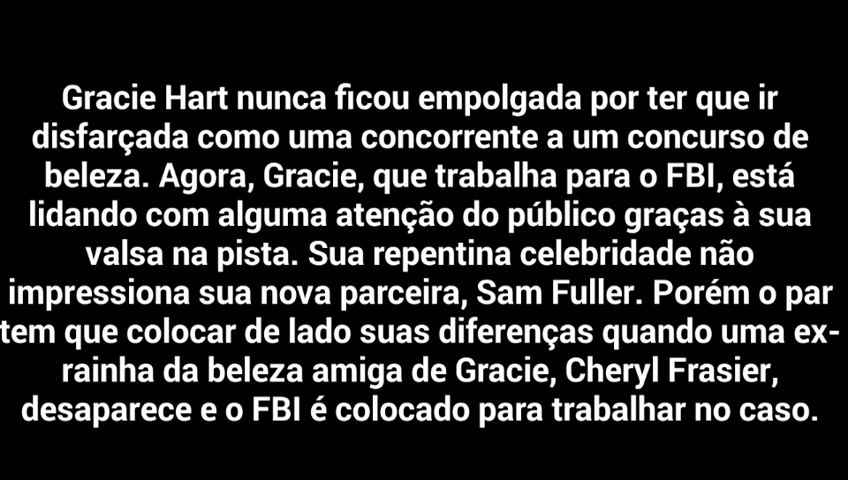 Gracie Hart nunca ficou empolgada por ter que ir
disfarçada como uma concorrente a um concurso de
beleza. Agora, Gracie, que trabalha para o FBI, está
lidando com alguma atenção do público graças à sua
valsa na pista. Sua repentina celebridade não
impressiona sua nova parceira, Sam Fuller. Porém o par
tem que colocar de lado suas diferenças quando uma ex-
rainha da beleza amiga de Gracie, Cheryl Frasier,
desaparece e o FBI é colocado para trabalhar no caso.